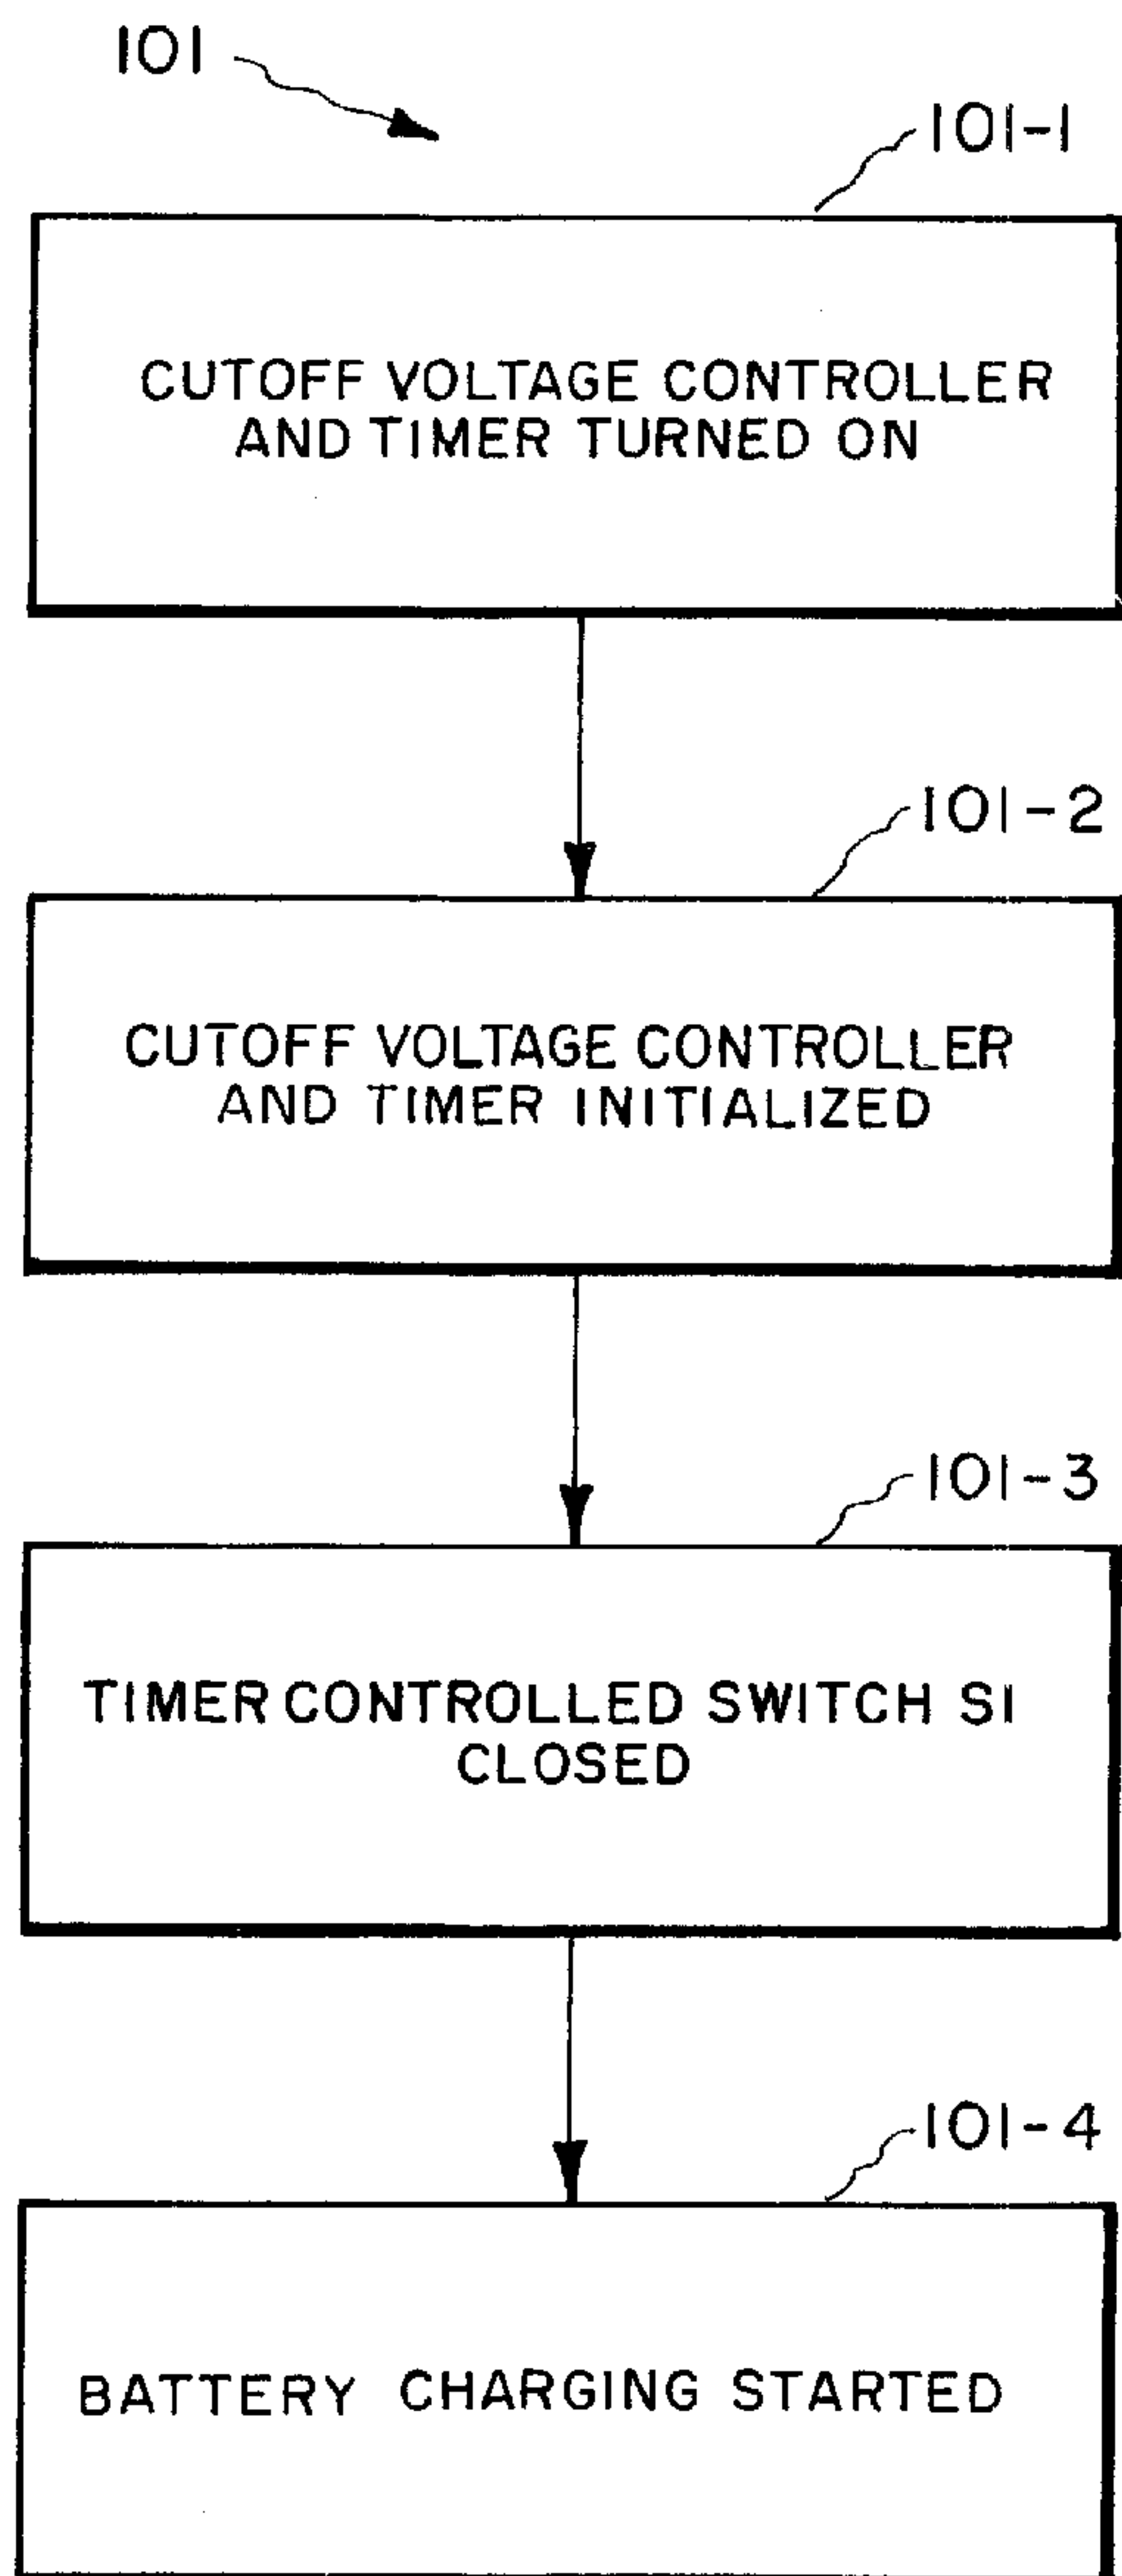 101
101-1
CUTOFF VOLTAGE CONTROLLER
AND TIMER TURNED ON
101-2
CUTOFF VOLTAGE CONTROLLER
AND TIMER INITIALIZED
101-3
TIMER CONTROLLED SWITCH S1
CLOSED
101-4
BATTERY CHARGING STARTED